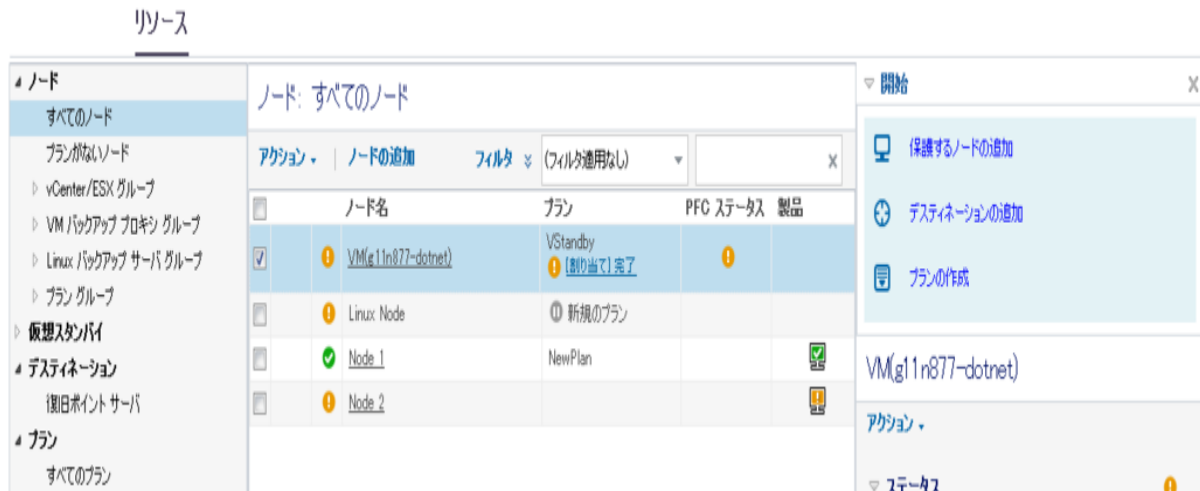 リソース
ノード
すべてのノード
プランがないノード
vCenter/ESX グループ
VM バックアップ プロキシ グループ
Linux バックアップ サーバ グループ
プラン グループ
仮想スタンバイ
デスティネーション
復旧ポイント サーバ
プラン
すべてのプラン
ノード: すべてのノード
アクション ノードの追加 フィルタ (フィルタ適用なし)
ノード名 プラン PFC ステータス 製品
VM(g11n877-dotnet) VStandby
[割り当て] 完了
Linux Node 新規のプラン
Node 1 NewPlan
Node 2
開始
保護するノードの追加
デスティネーションの追加
プランの作成
VM(g11n877-dotnet)
アクション
ステータス